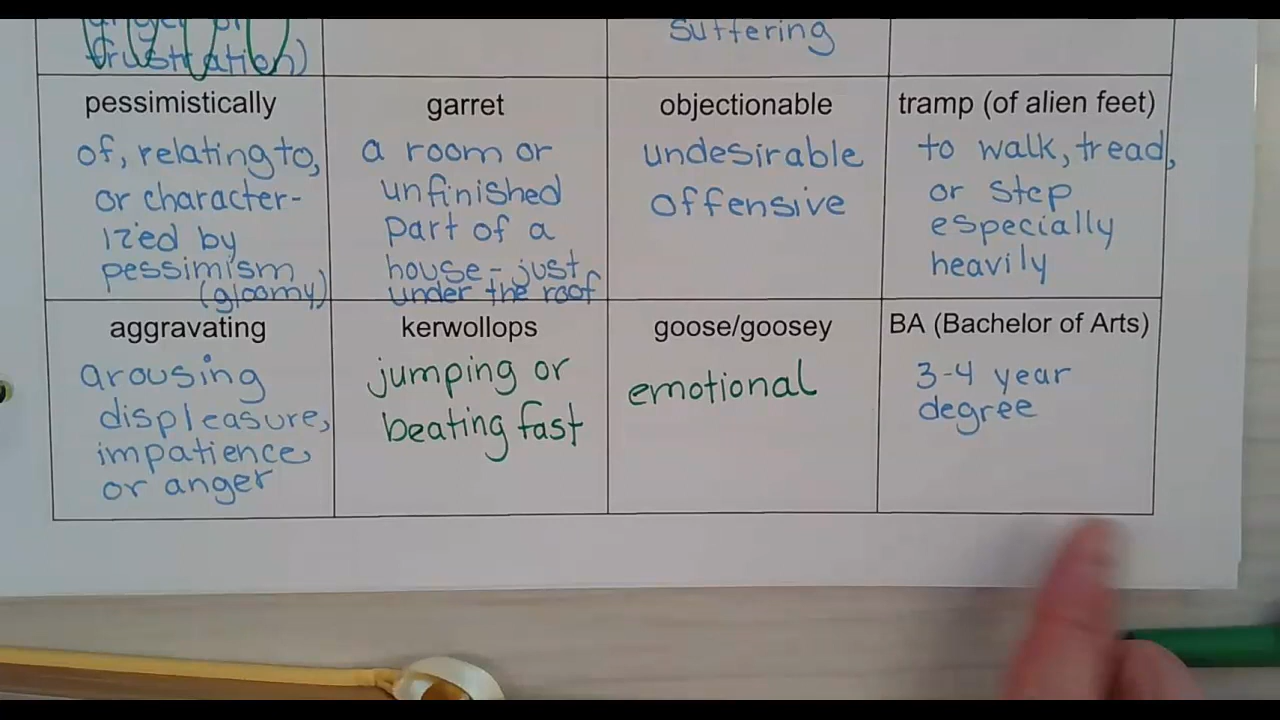 frustration)
suffering
pessimistically
of, relating to,
or character-
ized by
pessimism
(gloomy)
garret
a room or
unfinished
part of a
house - just
under the roof
objectionable
undesirable
offensive
tramp (of alien feet)
to walk, tread,
or step
especially
heavily
aggravating
arousing
displeasure,
impatience
or anger
kerwollops
jumping or
beating fast
goose/goosey
emotional
BA (Bachelor of Arts)
3-4 year
degree